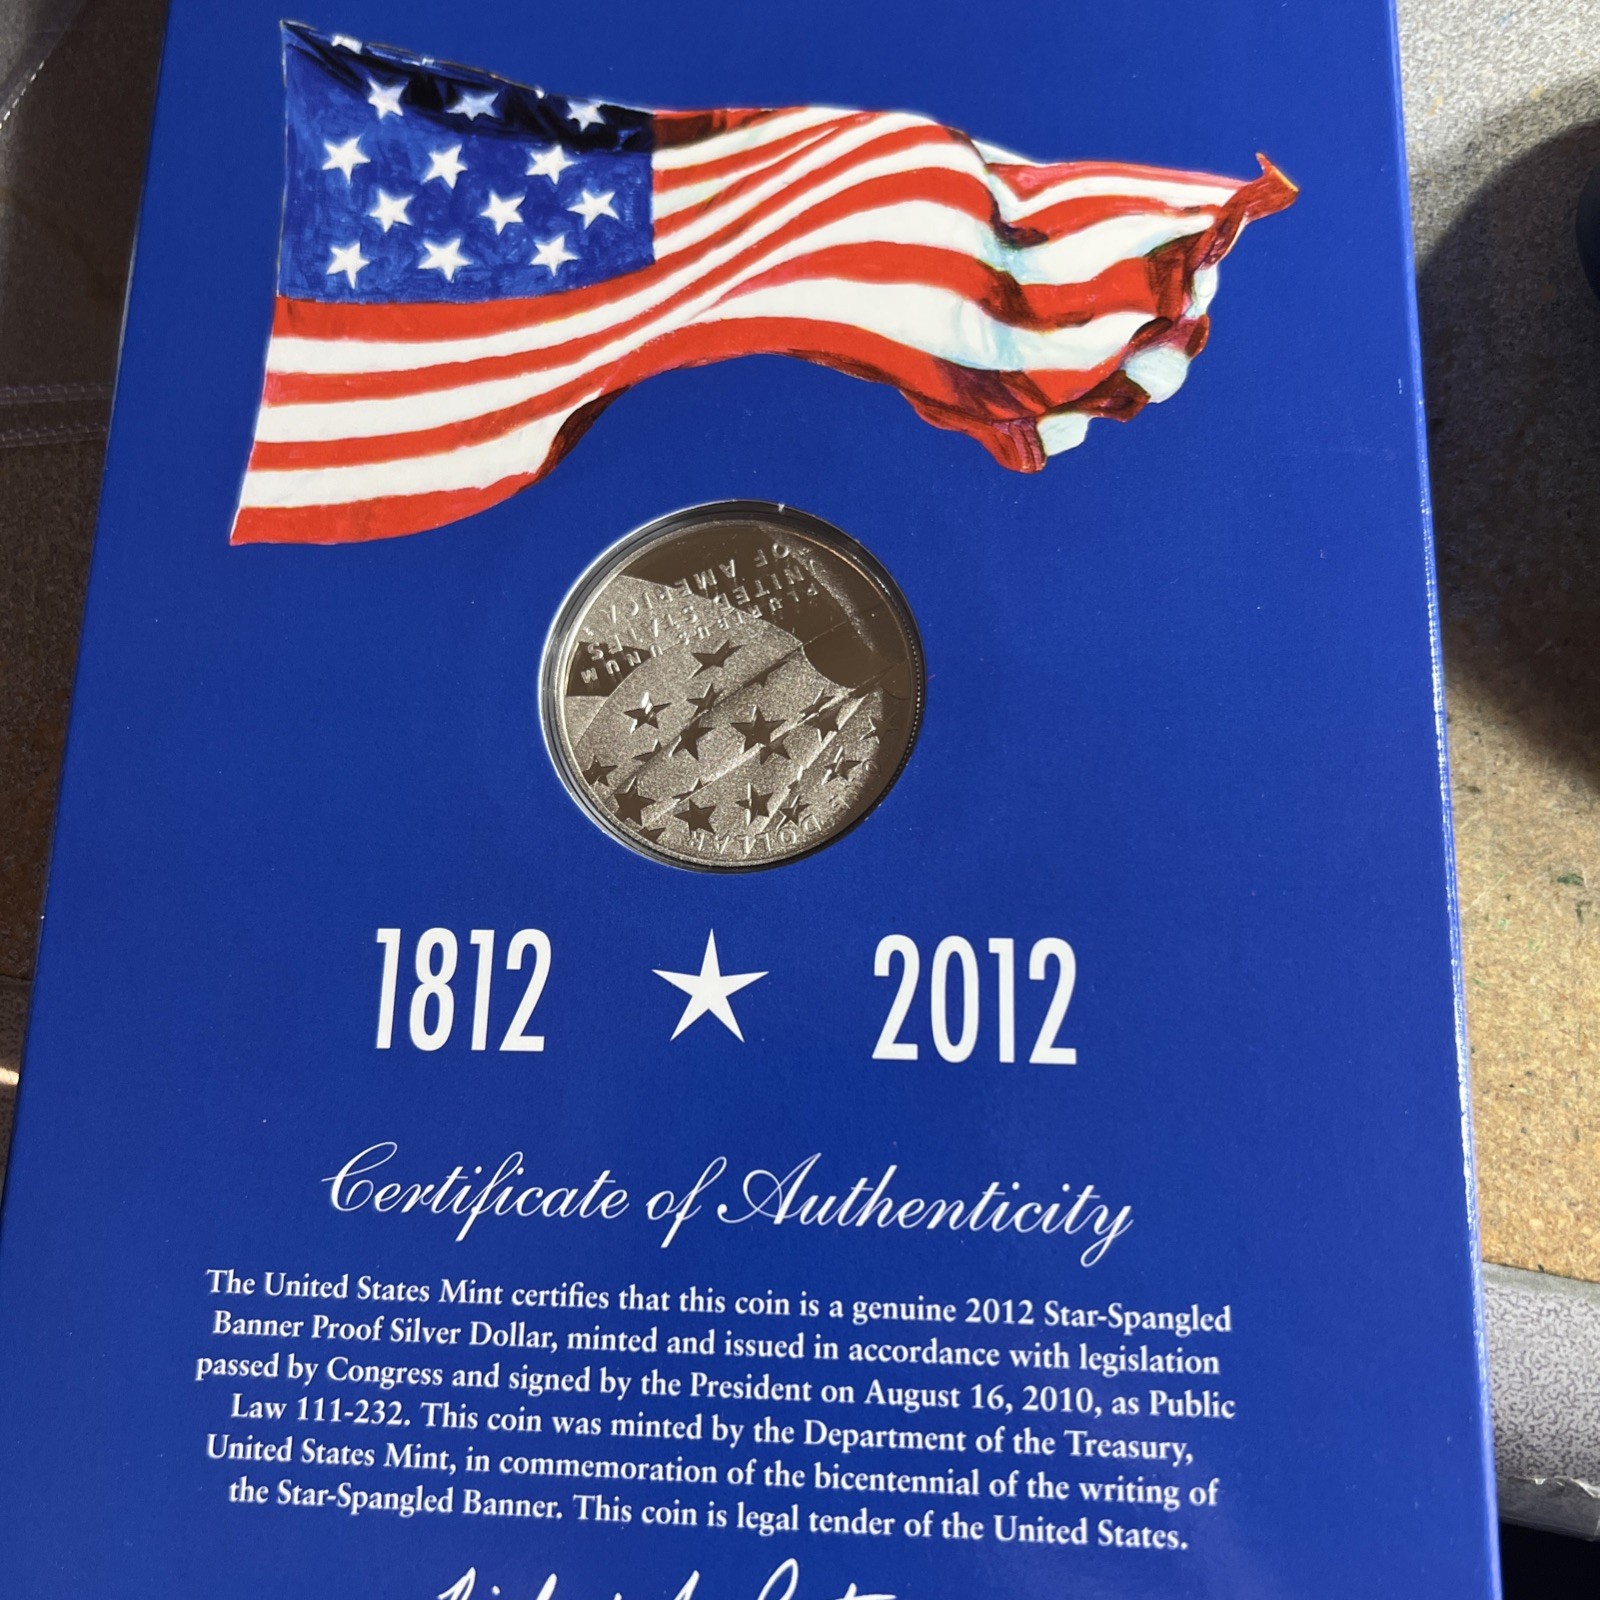 OF AMERICA
UNITED STATES
PLURIBUS UNUM
DOLLAR
1812 ★ 2012
Certificate of Authenticity
The United States Mint certifies that this coin is a genuine 2012 Star-Spangled
Banner Proof Silver Dollar, minted and issued in accordance with legislation
passed by Congress and signed by the President on August 16, 2010, as Public
Law 111-232. This coin was minted by the Department of the Treasury,
United States Mint, in commemoration of the bicentennial of the writing of
the Star-Spangled Banner. This coin is legal tender of the United States.